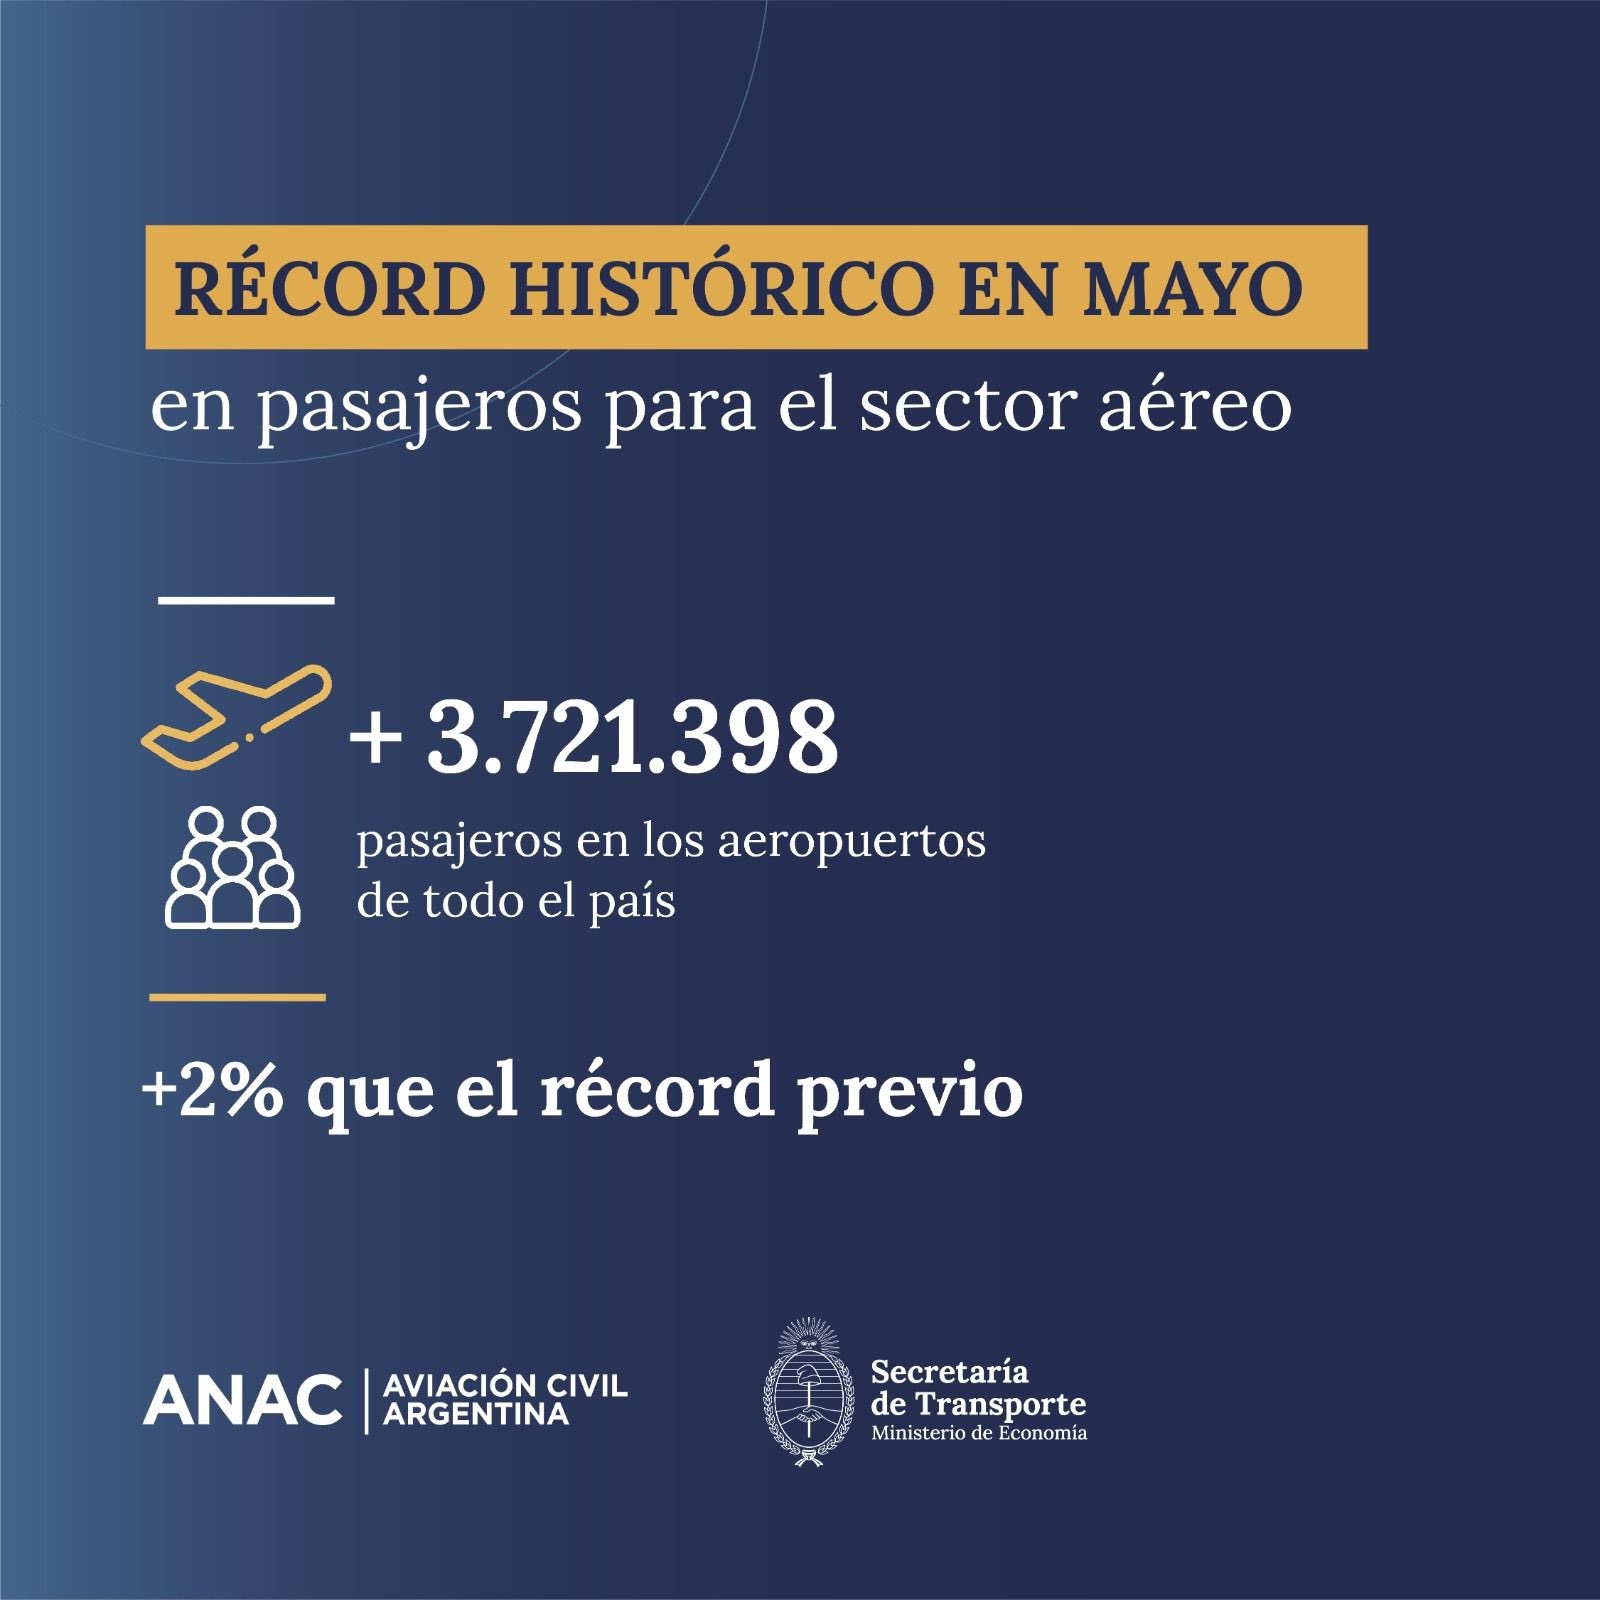 RÉCORD HISTÓRICO EN MAYO
en pasajeros para el sector aéreo
+ 3.721.398
pasajeros en los aeropuertos
de todo el país
+2% que el récord previo
ANAC
AVIACIÓN CIVIL
ARGENTINA
Secretaría
de Transporte
Ministerio de Economía